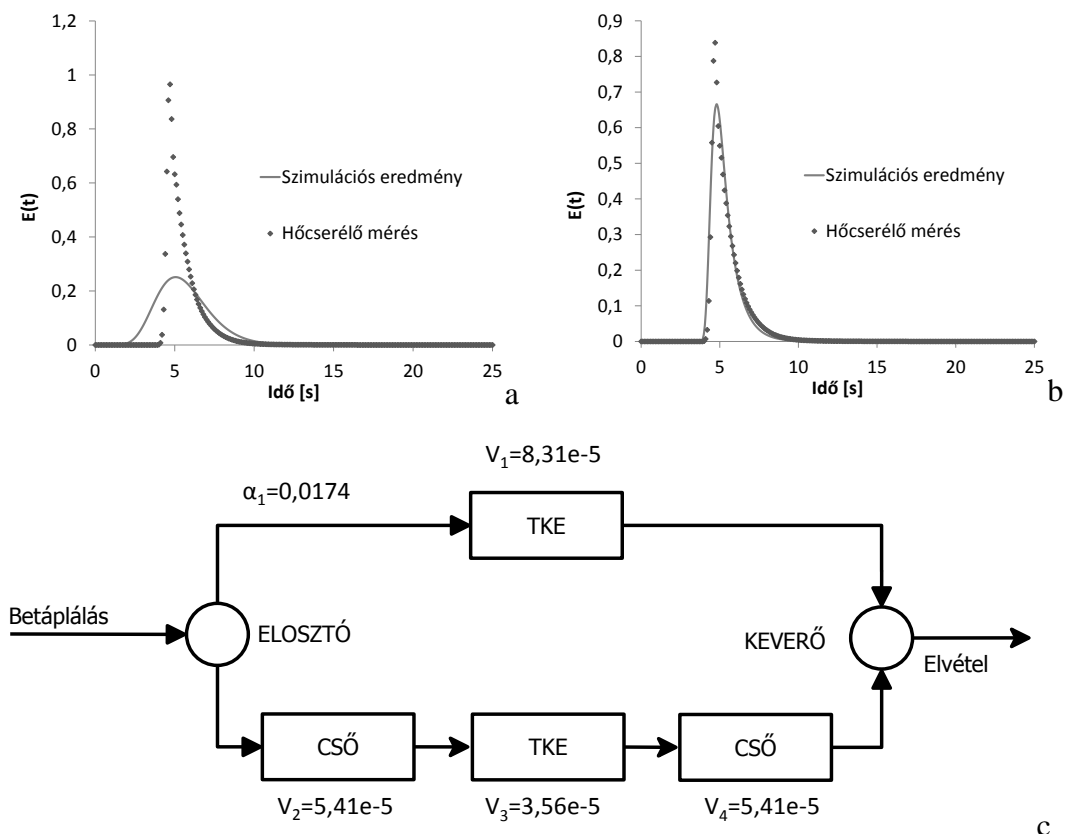 1,2
1
0,8
0,6
0,4
0,2
0
E(t)
Szimulációs eredmény
Hőcserélő mérés
0 5 10 15 20 25
Idő [s]
a
0,9
0,8
0,7
0,6
0,5
0,4
0,3
0,2
0,1
0
E(t)
Szimulációs eredmény
Hőcserélő mérés
0 5 10 15 20 25
Idő [s]
b
V1=8,31e-5
α1=0,0174
TKE
Betáplálás
ELOSZTÓ
KEVERŐ
Elvétel
CSŐ
TKE
CSŐ
V2=5,41e-5
V3=3,56e-5
V4=5,41e-5
c